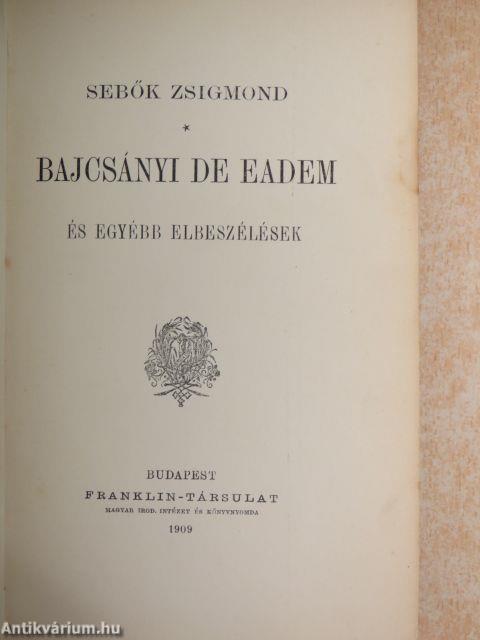 SEBŐK ZSIGMOND
*
BAJCSÁNYI DE EADEM
ÉS EGYÉBB ELBESZÉLÉSEK
BUDAPEST
FRANKLIN-TÁRSULAT
MAGYAR IROD. INTÉZET ÉS KÖNYVNYOMDA
1909
Antikvárium.hu